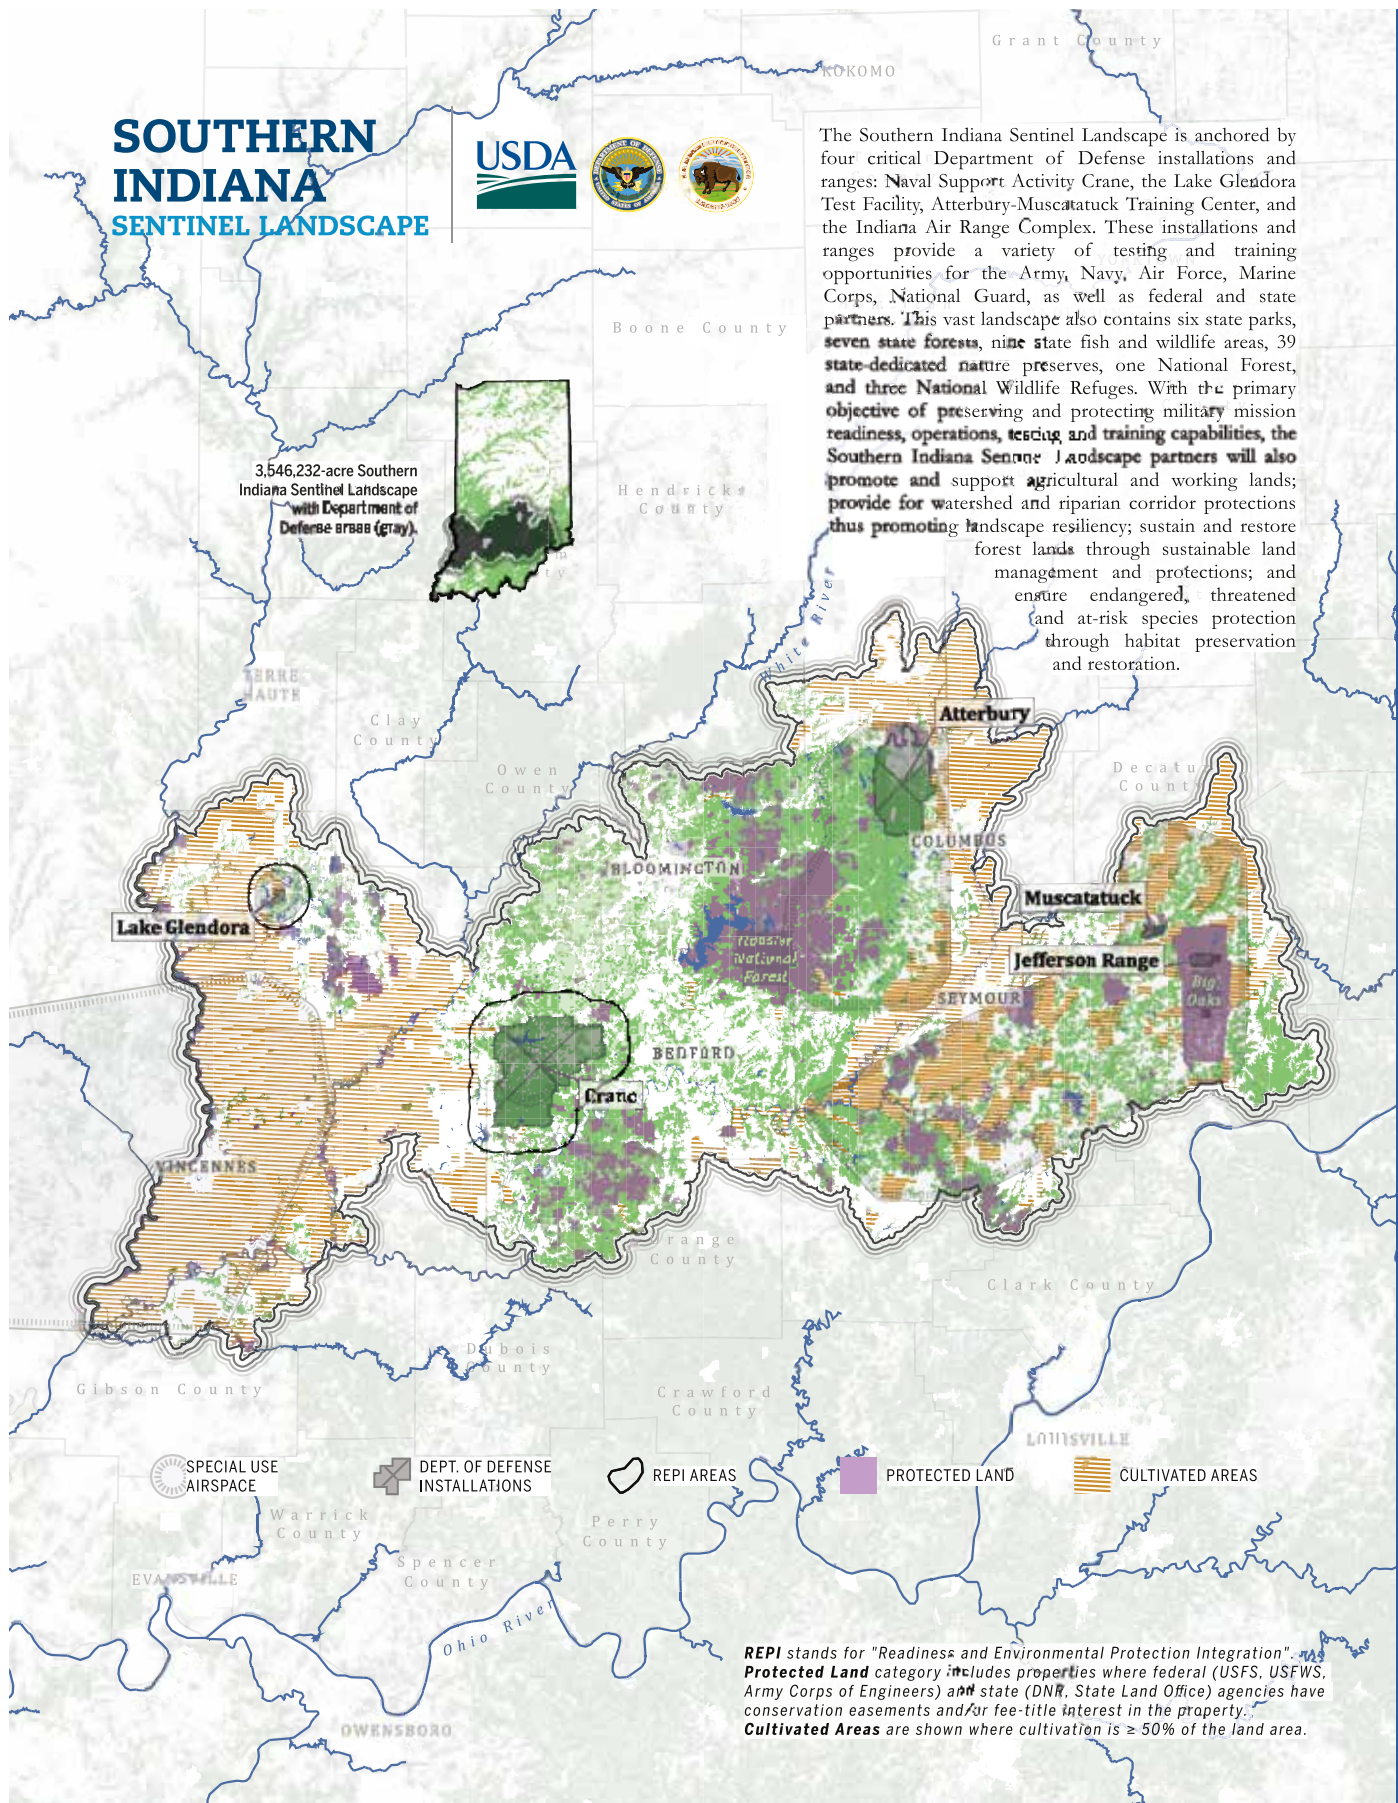 Grant County
KOKOMO
SOUTHERN
INDIANA
SENTINEL LANDSCAPE
USDA
The Southern Indiana Sentinel Landscape is anchored by
four critical Department of Defense installations and
ranges: Naval Support Activity Crane, the Lake Glendora
Test Facility, Atterbury-Muscatatuck Training Center, and
the Indiana Air Range Complex. These installations and
ranges provide a variety of testing and training
opportunities for the Army, Navy, Air Force, Marine
Corps, National Guard, as well as federal and state
partners. This vast landscape also contains six state parks,
seven state forests, nine state fish and wildlife areas, 39
state-dedicated nature preserves, one National Forest,
and three National Wildlife Refuges. With the primary
objective of preserving and protecting military mission
readiness, operations, testing and training capabilities, the
Southern Indiana Sentinel Landscape partners will also
promote and support agricultural and working lands;
provide for watershed and riparian corridor protections
thus promoting landscape resiliency; sustain and restore
forest lands through sustainable land
management and protections; and
ensure endangered, threatened
and at-risk species protection
through habitat preservation
and restoration.
Boone County
3,546,232-acre Southern
Indiana Sentinel Landscape
with Department of
Defense areas (gray).
Hendricks
County
White River
TERRE
HAUTE
Clay
County
Owen
County
Atterbury
Decatu
County
COLUMBUS
BLOOMINGTON
Muscatatuck
Lake Glendora
Hoosier
National
Forest
Jefferson Range
Big
Oaks
SEYMOUR
BEDFORD
Crane
VINCENNES
Orange
County
Clark County
Dubois
County
Gibson County
Crawford
County
LOUISVILLE
SPECIAL USE
AIRSPACE
DEPT. OF DEFENSE
INSTALLATIONS
REPI AREAS
PROTECTED LAND
CULTIVATED AREAS
Warrick
County
Perry
County
Spencer
County
EVANSVILLE
Ohio River
REPI stands for "Readiness and Environmental Protection Integration".
Protected Land category includes properties where federal (USFS, USFWS,
Army Corps of Engineers) and state (DNR, State Land Office) agencies have
conservation easements and/or fee-title interest in the property.
Cultivated Areas are shown where cultivation is ≥ 50% of the land area.
OWENSBORO